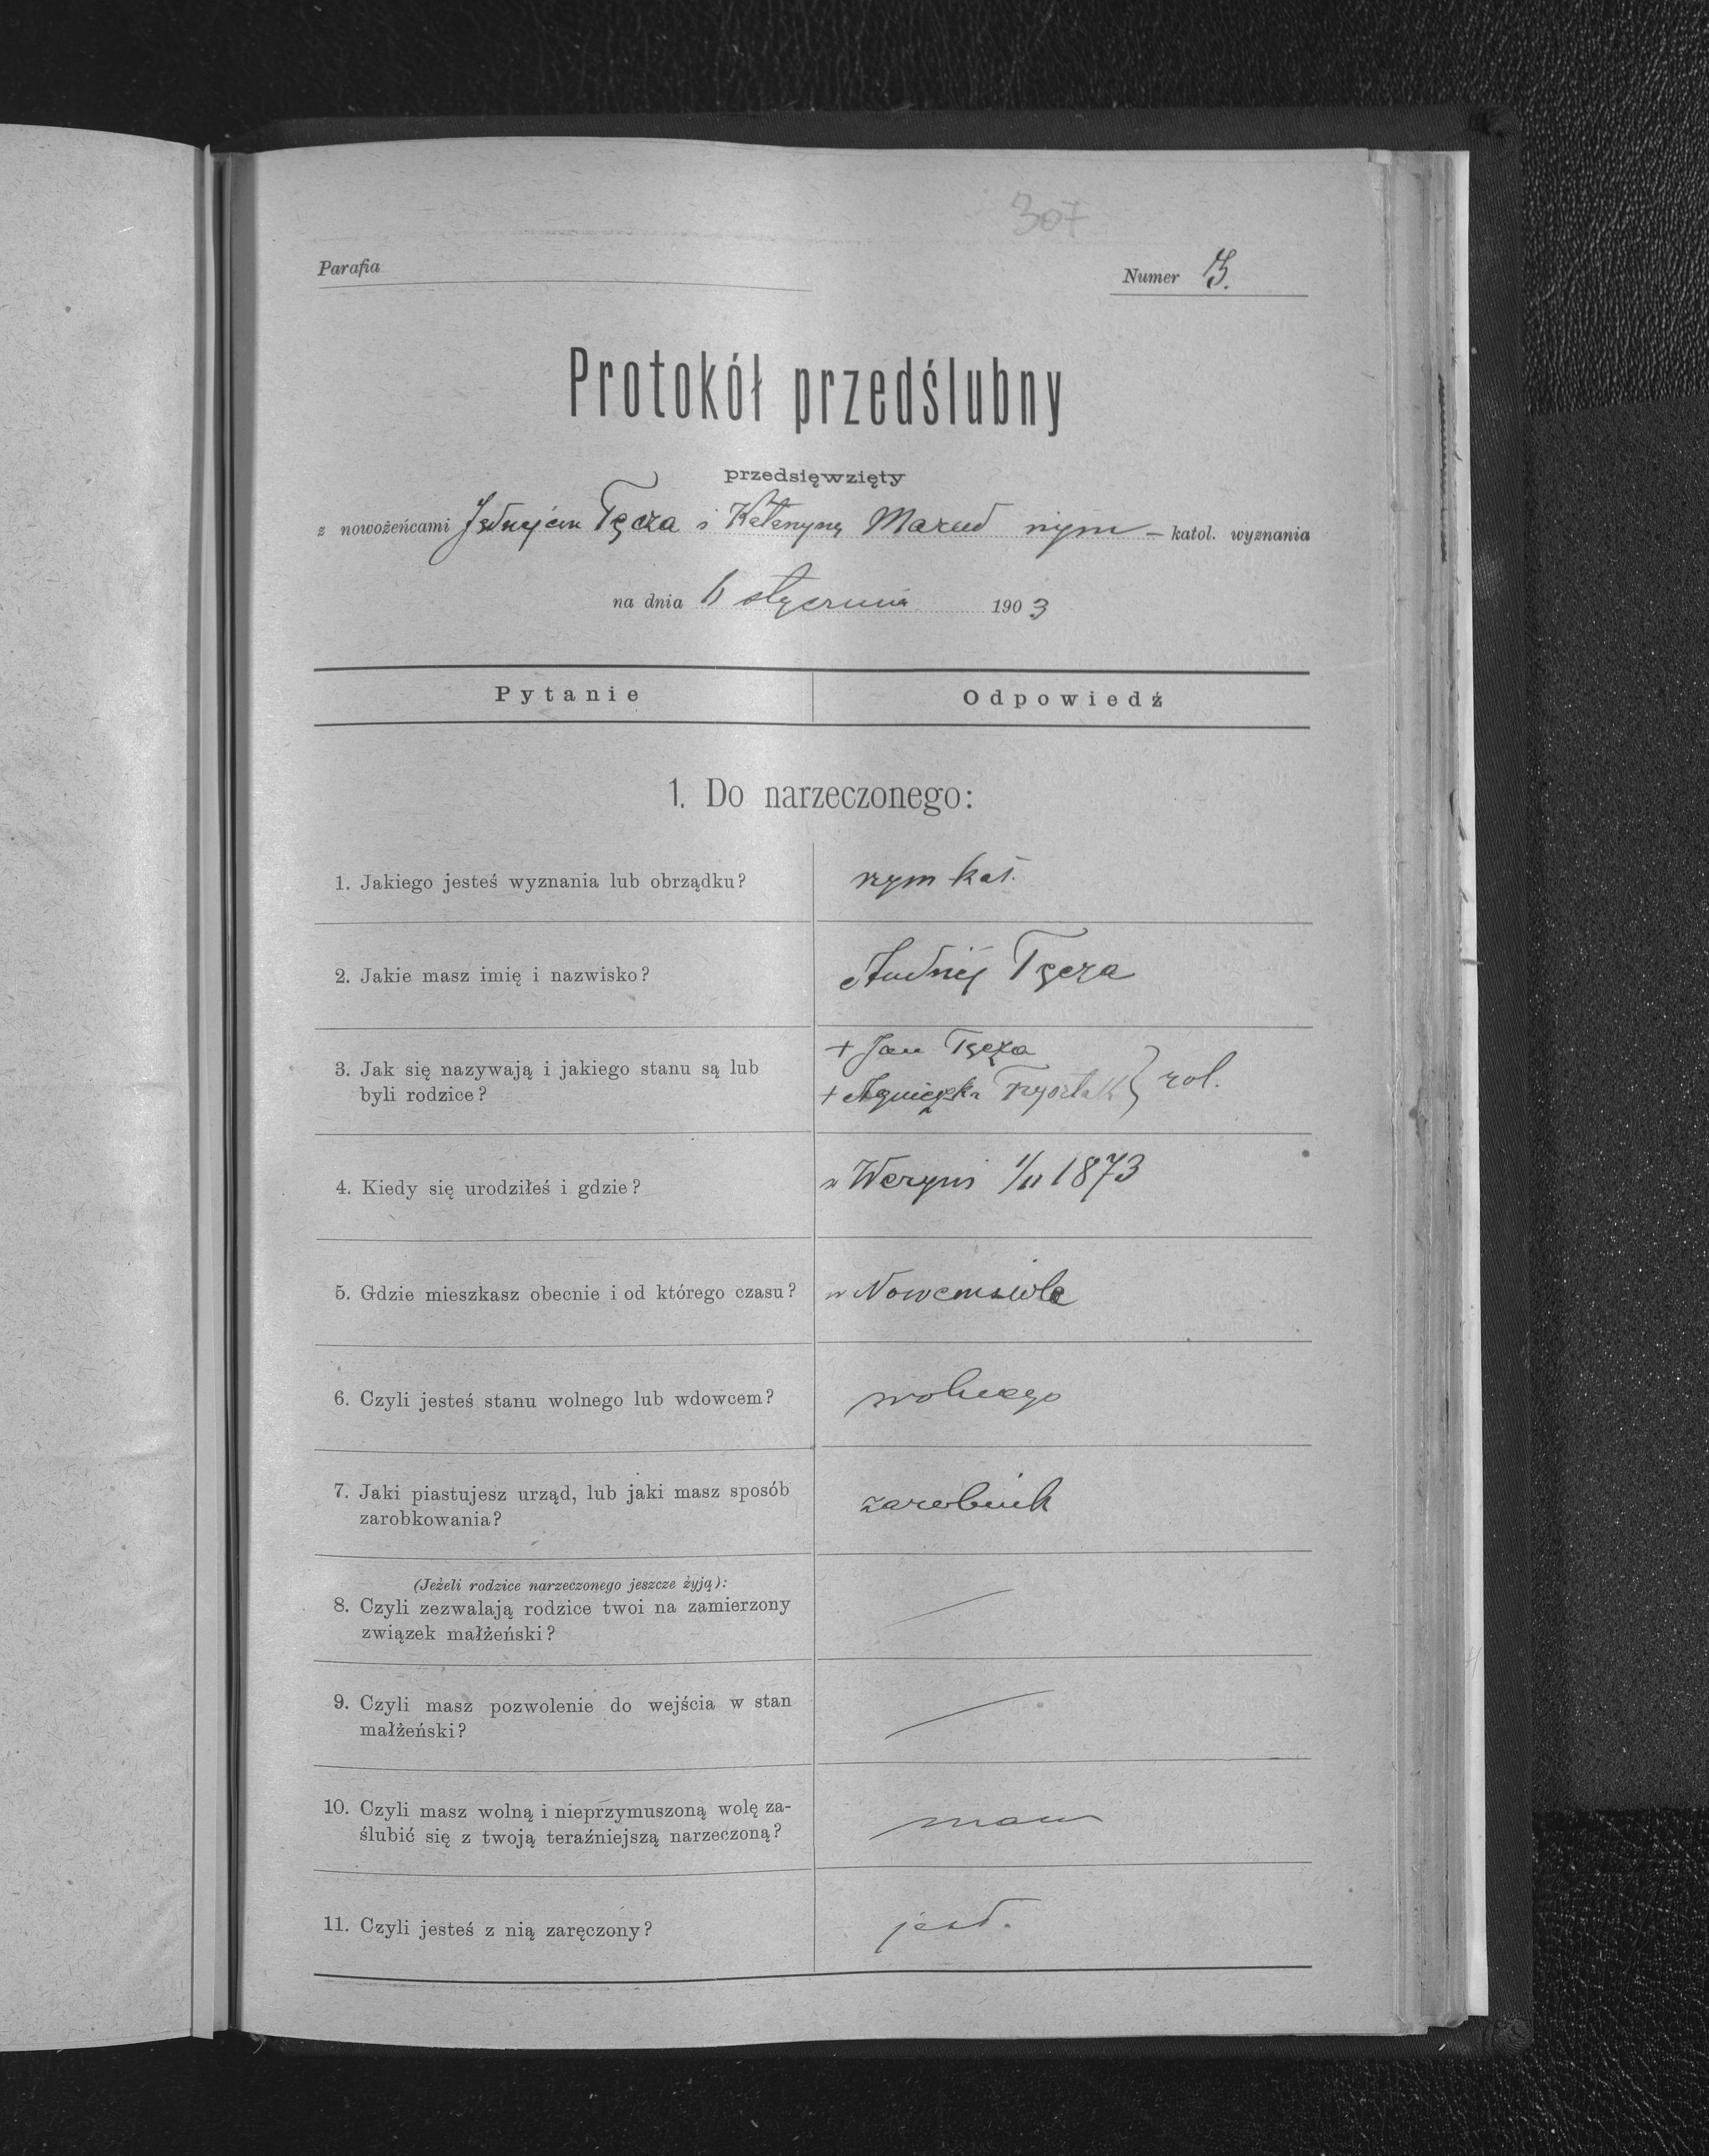 307
Parafia
Numer 3.
Protokół przedślubny
przedsięwzięty
z nowożeńcami Jędrzejem Tęcza i Katarzyną Marud rzym — katol. wyznania
na dnia 6 stycznia 1903
Pytanie Odpowiedź
1. Do narzeczonego:
1. Jakiego jesteś wyznania lub obrządku? rzym kat.
2. Jakie masz imię i nazwisko? Andrzéj Tęcza
+ Jan Tęcza
3. Jak się nazywają i jakiego stanu są lub
byli rodzice? + Agnieszka } rol.
4. Kiedy się urodziłeś i gdzie? w Weryni 1/11 1873
5. Gdzie mieszkasz obecnie i od którego czasu? w Nowemsiole
6. Czyli jesteś stanu wolnego lub wdowcem? wolnego
7. Jaki piastujesz urząd, lub jaki masz sposób
zarobkowania? zarobnik
(Jeżeli rodzice narzeczonego jeszcze żyją):
8. Czyli zezwalają rodzice twoi na zamierzony
związek małżeński? —
9. Czyli masz pozwolenie do wejścia w stan
małżeński? —
10. Czyli masz wolną i nieprzymuszoną wolę za-
ślubić się z twoją teraźniejszą narzeczoną? mam
11. Czyli jesteś z nią zaręczony? jest.